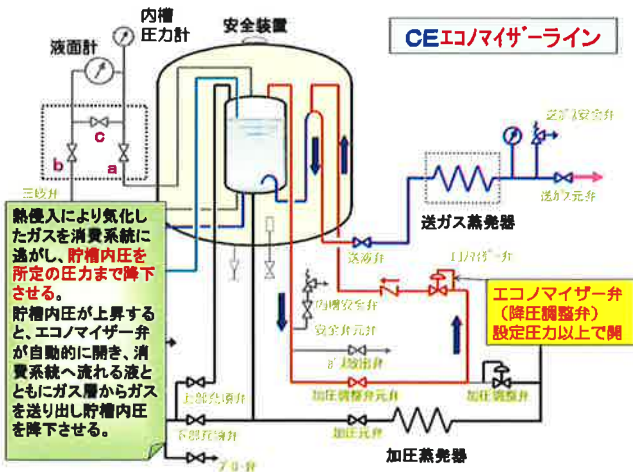 内槽
圧力計
安全装置
CEエコノマイザーライン
液面計
c
b
a
三岐弁
送ガス安全弁
送ガス元弁
送ガス蒸発器
送液弁
エコノマイザー弁
熱侵入により気化し
たガスを消費系統に
逃がし、貯槽内圧を
所定の圧力まで降下
させる。
貯槽内圧が上昇する
と、エコノマイザー弁
が自動的に開き、消
費系統へ流れる液と
ともにガス層からガス
を送り出し貯槽内圧
を降下させる。
エコノマイザー弁
(降圧調整弁)
設定圧力以上で開
内槽安全弁
安全弁元弁
ガス放出弁
上部充填弁
加圧調整弁元弁
加圧調整弁
下部充填弁
加圧元弁
ブロー弁
加圧蒸発器